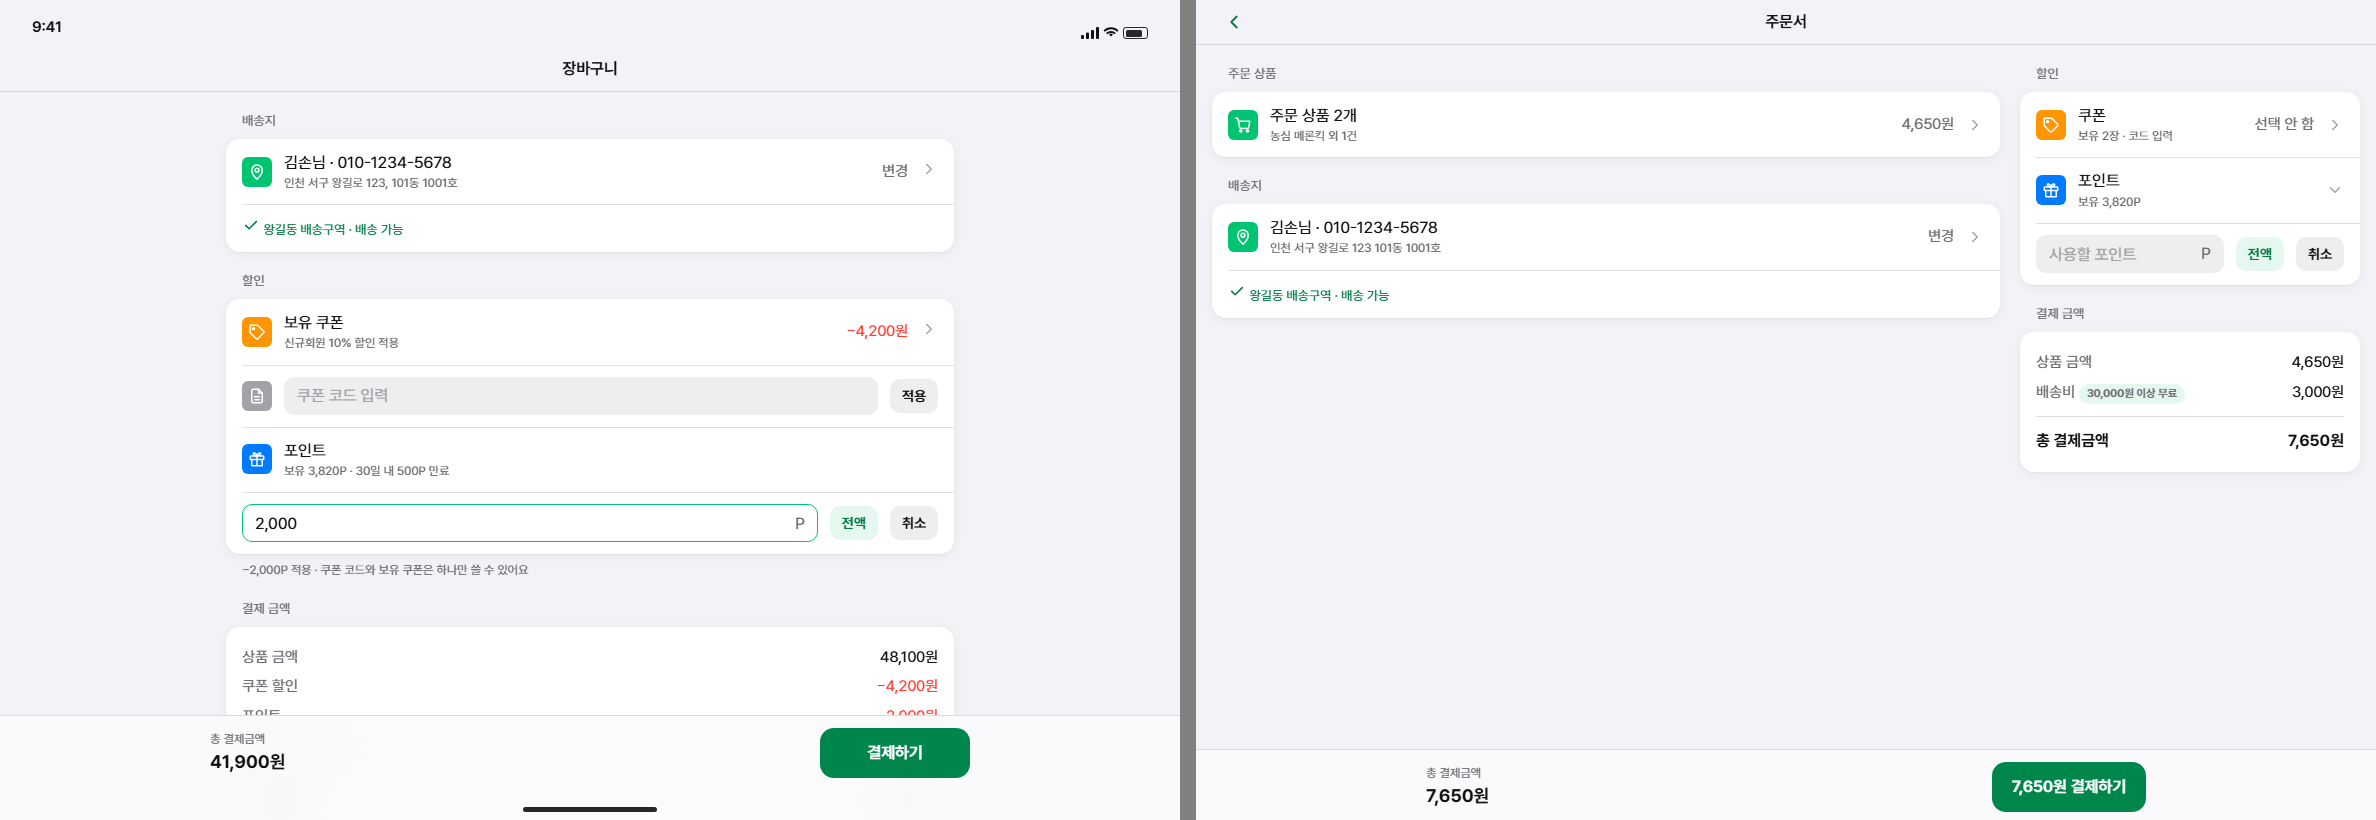 9:41
장바구니
배송지
김손님 · 010-1234-5678
인천 서구 왕길로 123, 101동 1001호
변경
왕길동 배송구역 · 배송 가능
할인
보유 쿠폰
신규회원 10% 할인 적용
−4,200원
쿠폰 코드 입력
적용
포인트
보유 3,820P · 30일 내 500P 만료
2,000 P
전액
취소
−2,000P 적용 · 쿠폰 코드와 보유 쿠폰은 하나만 쓸 수 있어요
결제 금액
상품 금액 48,100원
쿠폰 할인 −4,200원
포인트 −2,000원
총 결제금액
41,900원
결제하기
주문서
주문 상품
주문 상품 2개
농심 메론킥 외 1건
4,650원
배송지
김손님 · 010-1234-5678
인천 서구 왕길로 123 101동 1001호
변경
왕길동 배송구역 · 배송 가능
할인
쿠폰
보유 2장 · 코드 입력
선택 안 함
포인트
보유 3,820P
사용할 포인트 P
전액
취소
결제 금액
상품 금액 4,650원
배송비 30,000원 이상 무료 3,000원
총 결제금액 7,650원
총 결제금액
7,650원
7,650원 결제하기